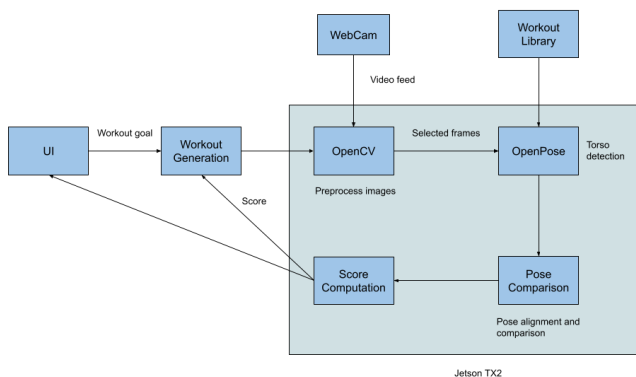 WebCam
Workout
Library
Video feed
UI
Workout goal
Workout
Generation
OpenCV
Selected frames
OpenPose
Torso
detection
Preprocess images
Score
Score
Computation
Pose
Comparison
Pose alignment and
comparison
Jetson TX2